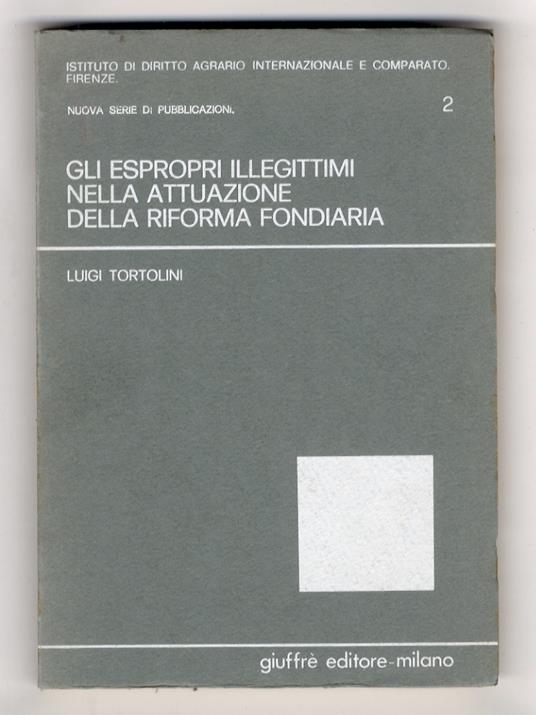 ISTITUTO DI DIRITTO AGRARIO INTERNAZIONALE E COMPARATO.
FIRENZE.
NUOVA SERIE DI PUBBLICAZIONI. 2
GLI ESPROPRI ILLEGITTIMI
NELLA ATTUAZIONE
DELLA RIFORMA FONDIARIA
LUIGI TORTOLINI
giuffrè editore-milano